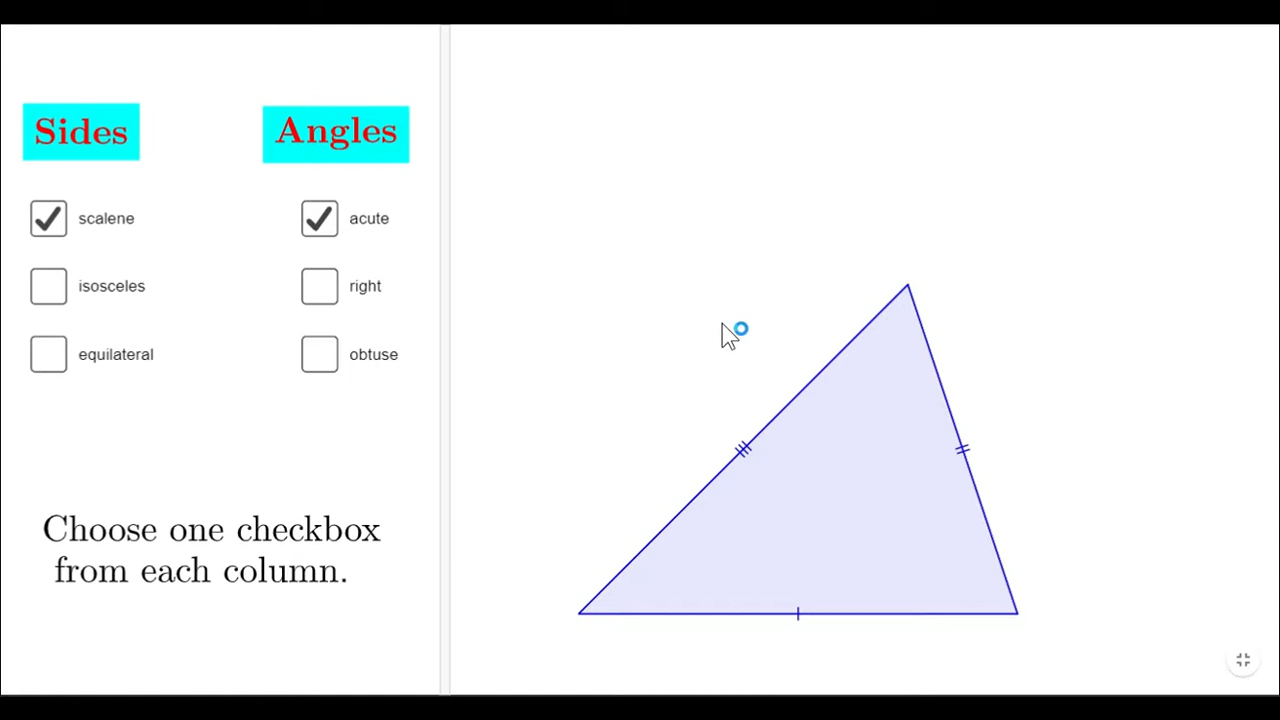 Sides
Angles
scalene
acute
isosceles
right
equilateral
obtuse
Choose one checkbox
from each column.